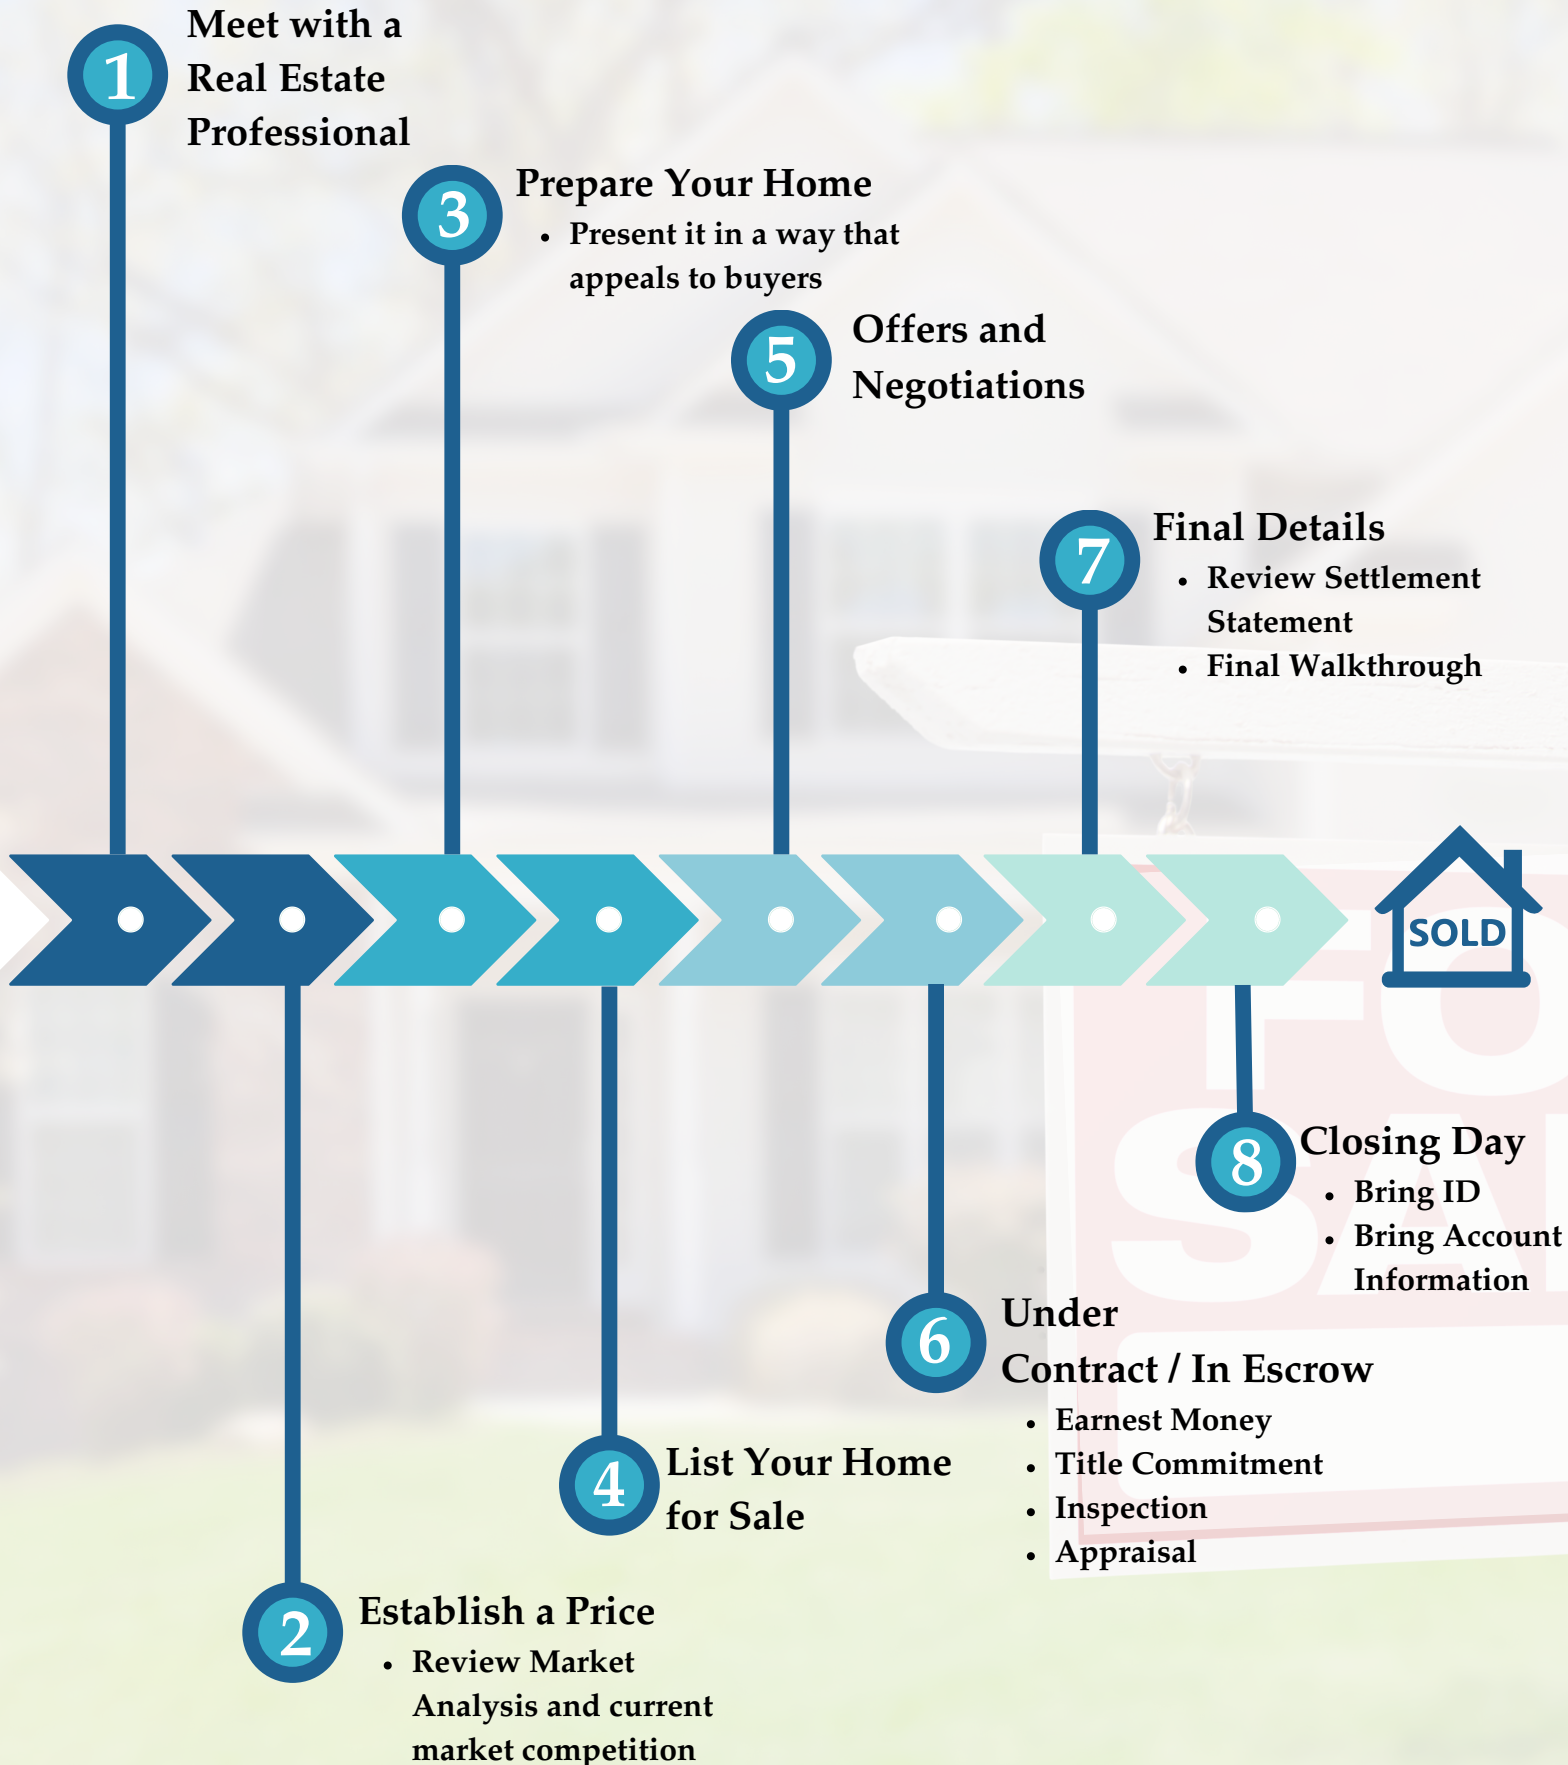 1
Meet with a
Real Estate
Professional
3
Prepare Your Home
• Present it in a way that
appeals to buyers
5
Offers and
Negotiations
7
Final Details
• Review Settlement
Statement
• Final Walkthrough
SOLD
8
Closing Day
• Bring ID
• Bring Account
Information
6
Under
Contract / In Escrow
• Earnest Money
• Title Commitment
• Inspection
• Appraisal
4
List Your Home
for Sale
2
Establish a Price
• Review Market
Analysis and current
market competition